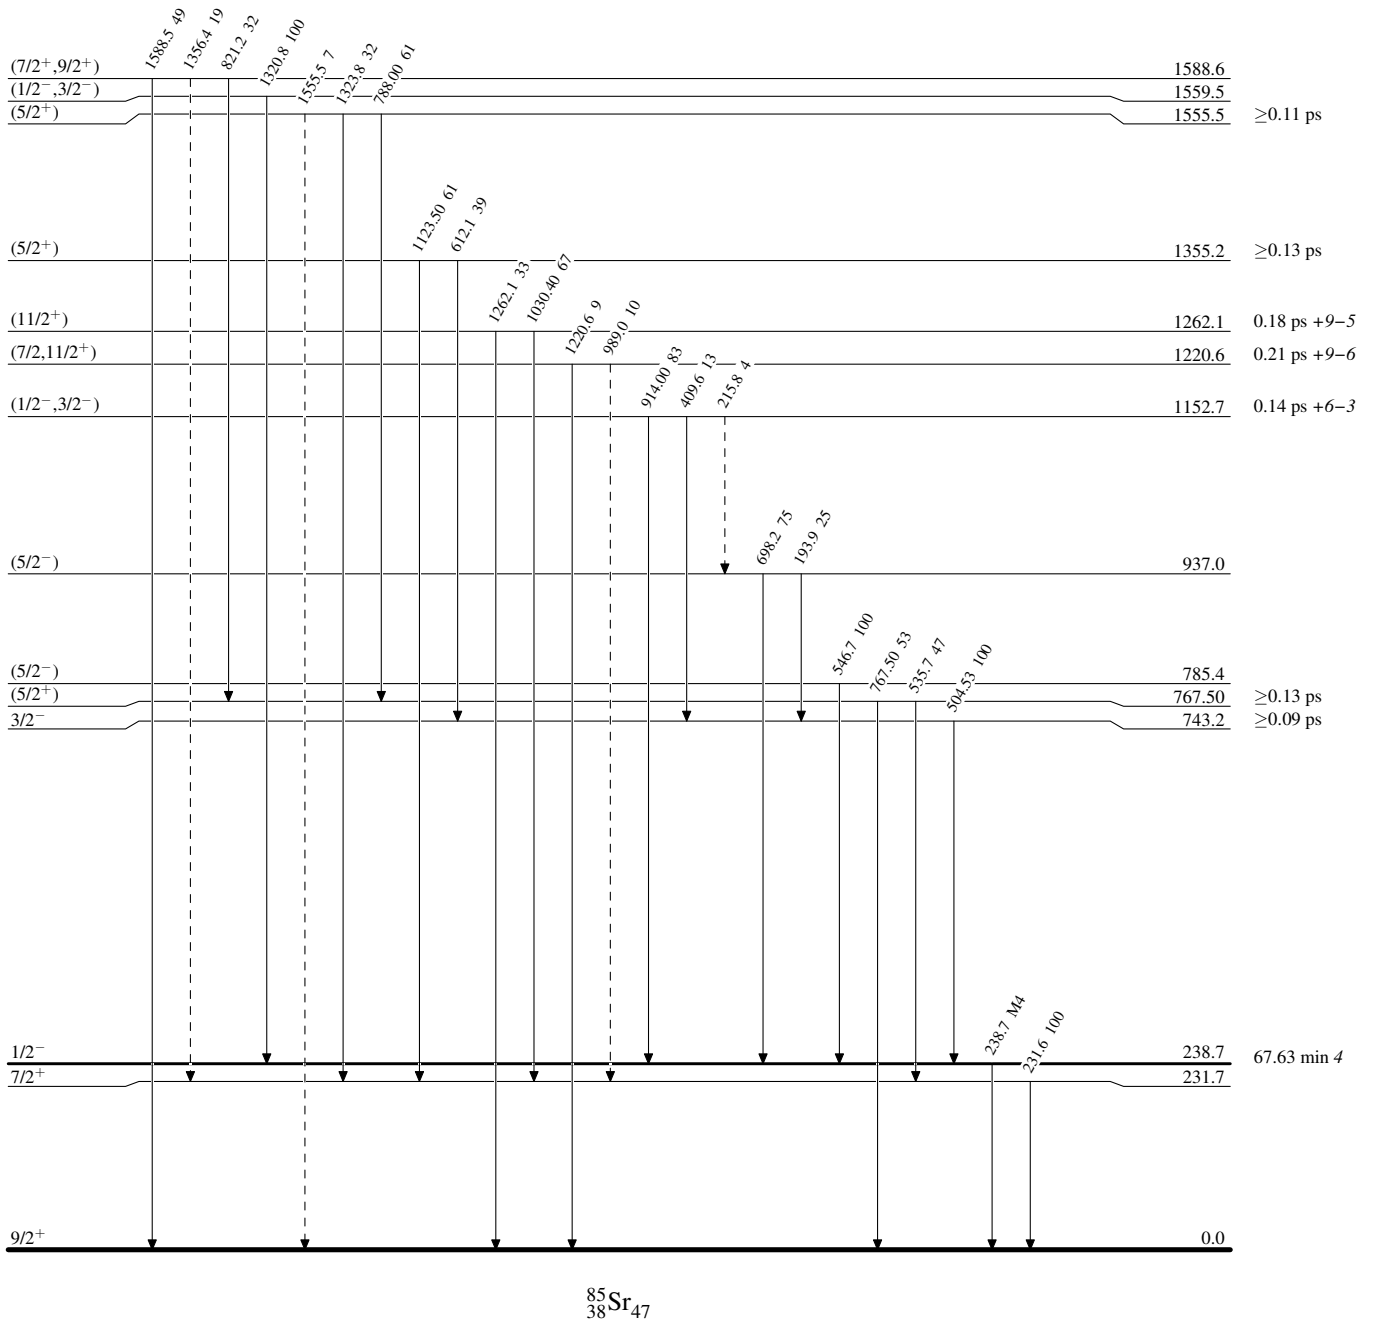 1588.5 49
1356.4 19
821.2 32
1320.8 100
1555.5 7
1323.8 32
788.00 61
(7/2⁺,9/2⁺) 1588.6
(1/2⁻,3/2⁻) 1559.5
(5/2⁺) 1555.5 ≥0.11 ps
1123.50 61
612.1 39
(5/2⁺) 1355.2 ≥0.13 ps
1262.1 33
1030.40 67
(11/2⁺) 1262.1 0.18 ps +9−5
1220.6 9
989.0 10
(7/2,11/2⁺) 1220.6 0.21 ps +9−6
914.00 83
409.6 13
215.8 4
(1/2⁻,3/2⁻) 1152.7 0.14 ps +6−3
698.2 75
193.9 25
(5/2⁻) 937.0
546.7 100
767.50 53
535.7 47
504.53 100
(5/2⁻) 785.4
(5/2⁺) 767.50 ≥0.13 ps
3/2⁻ 743.2 ≥0.09 ps
238.7 M4
231.6 100
1/2⁻ 238.7 67.63 min 4
7/2⁺ 231.7
9/2⁺ 0.0
⁸⁵₃₈Sr₄₇